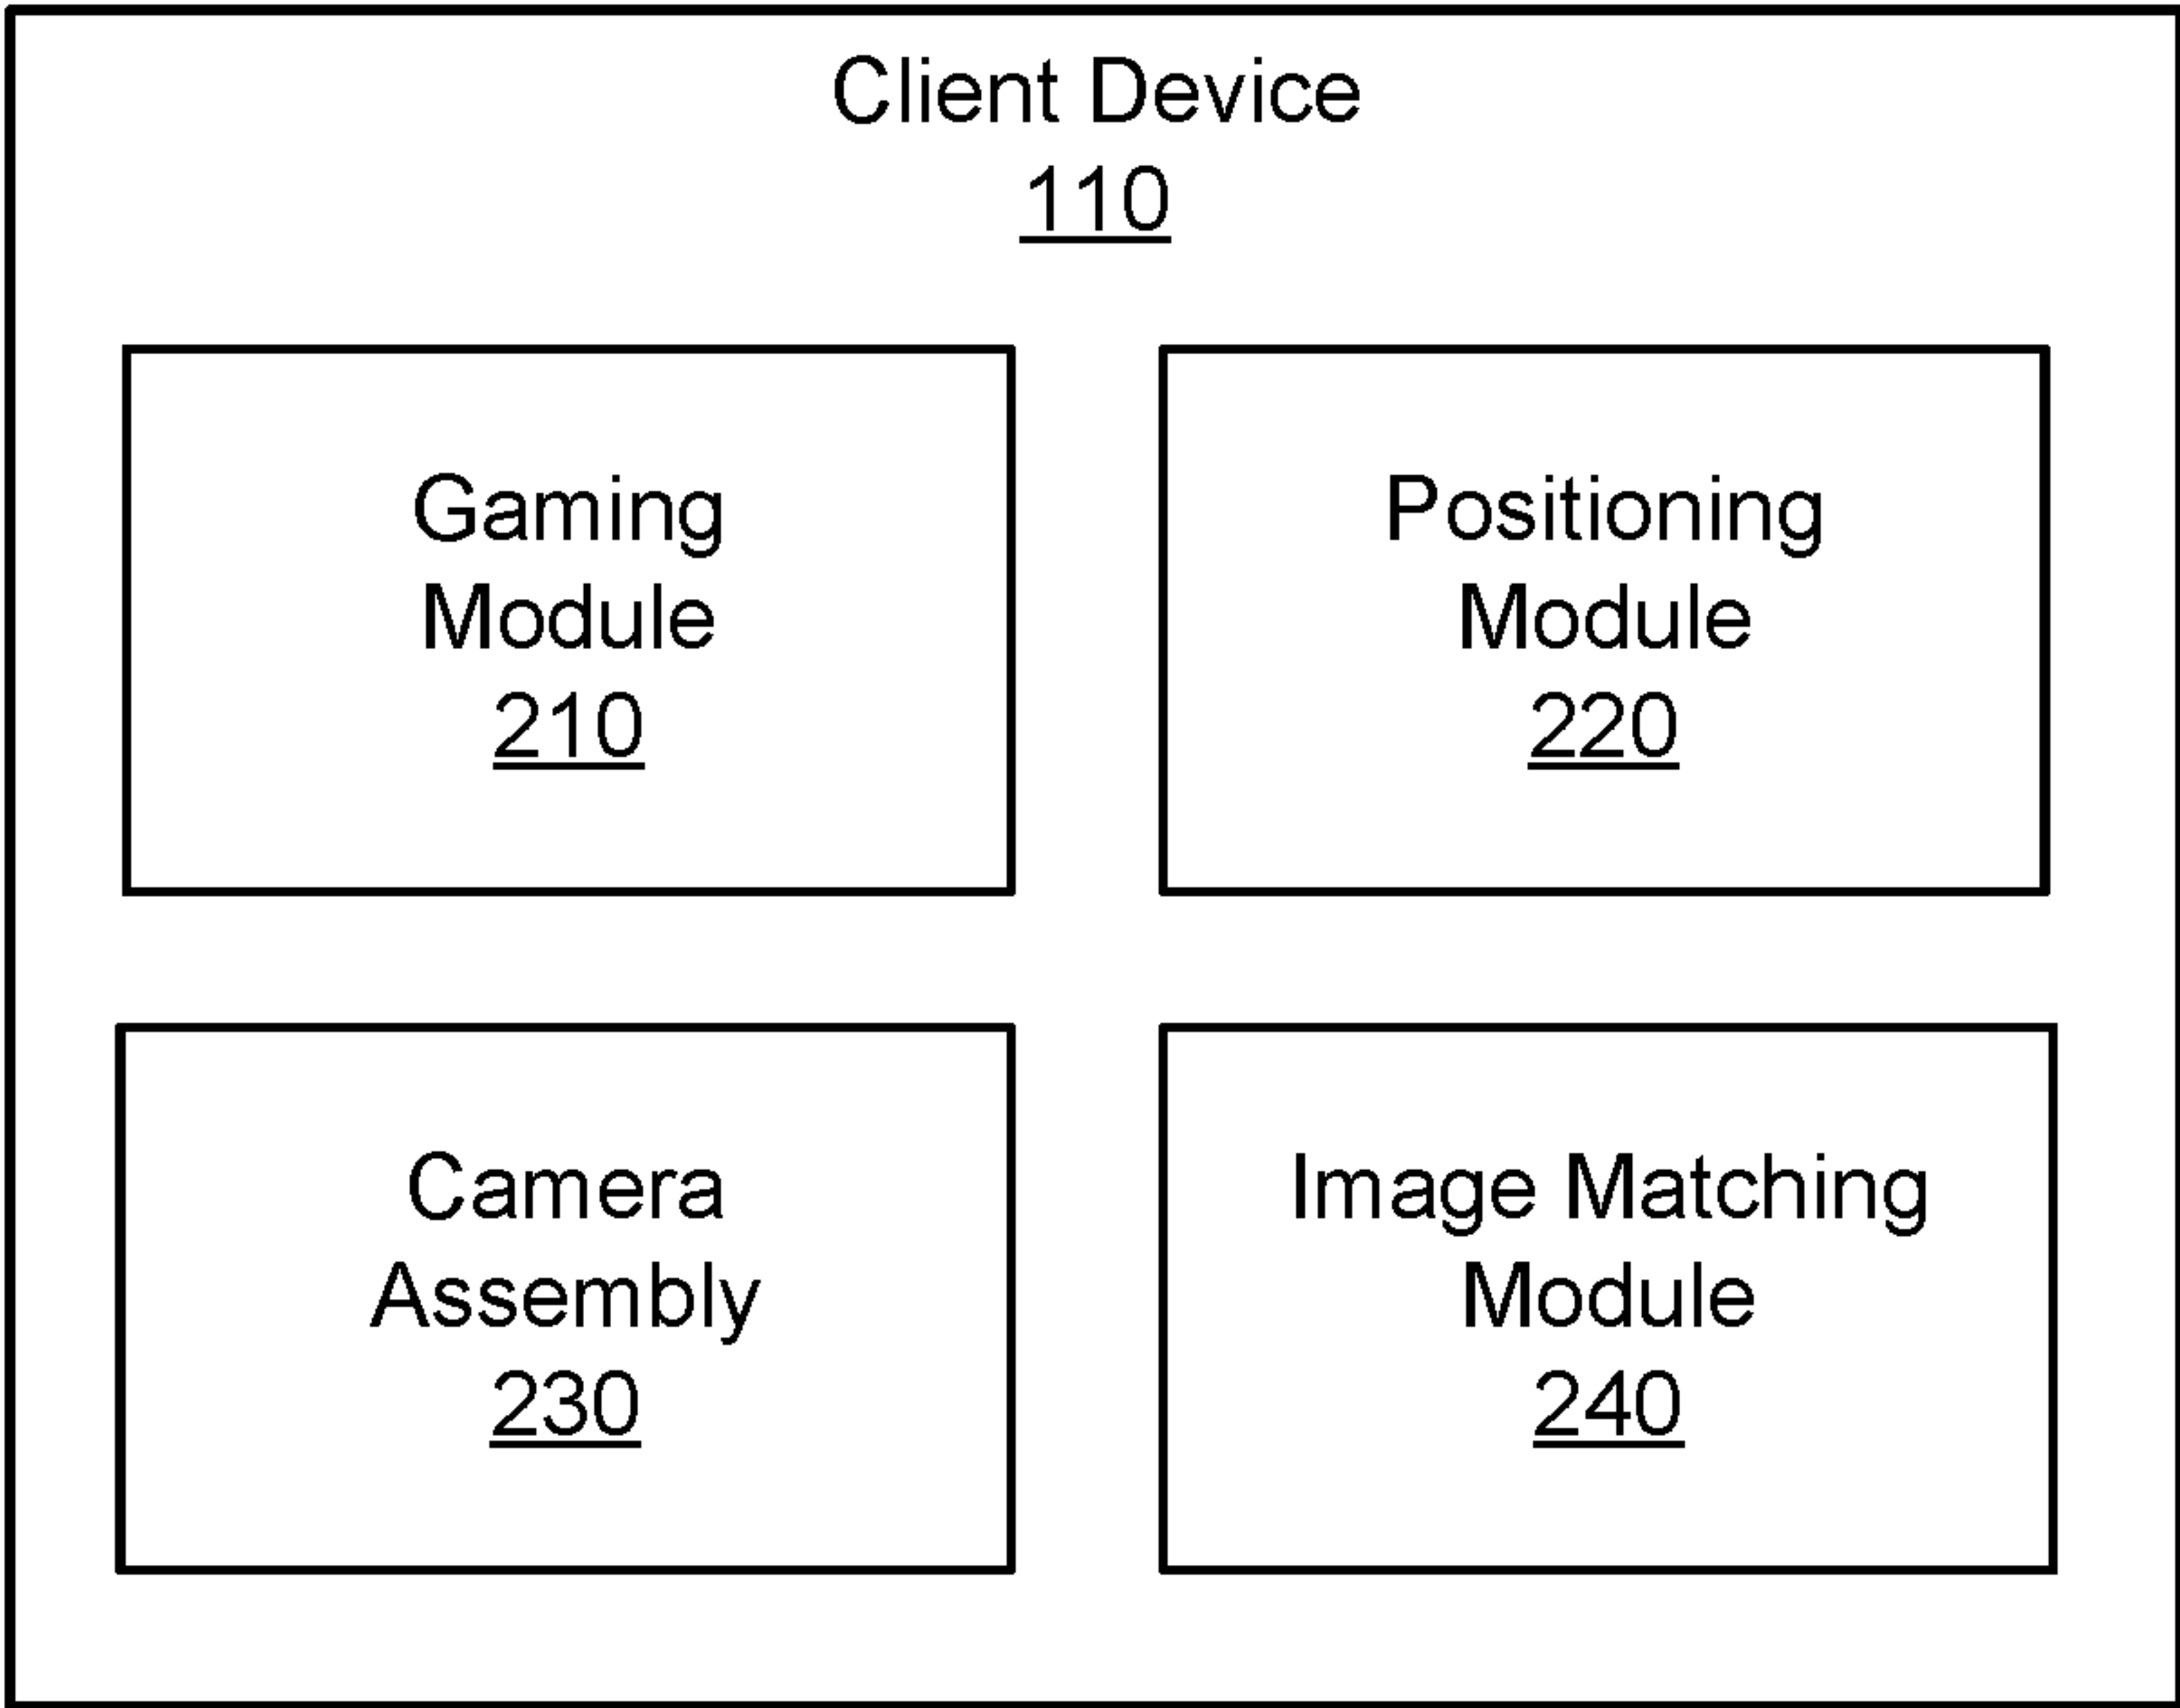 Client Device
110
Gaming
Module
210
Positioning
Module
220
Camera
Assembly
230
Image Matching
Module
240